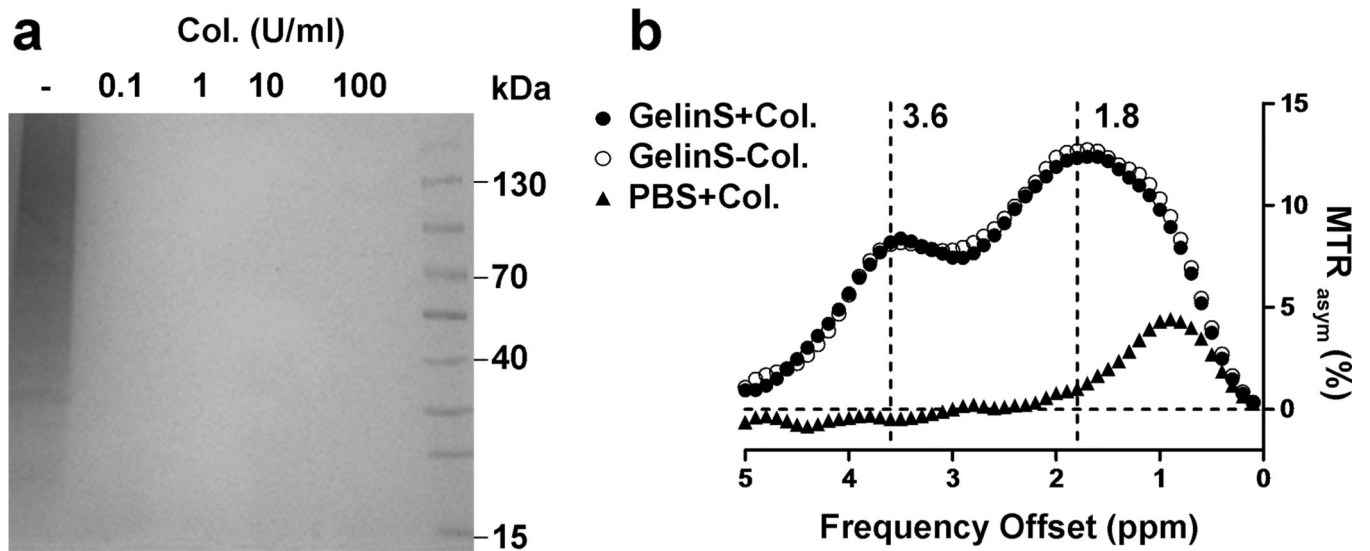 a
Col. (U/ml)
- 0.1 1 10 100 kDa
130
70
40
15
b
GelinS+Col.
GelinS-Col.
PBS+Col.
3.6 1.8
15
10
5
0
MTR asym (%)
5 4 3 2 1 0
Frequency Offset (ppm)